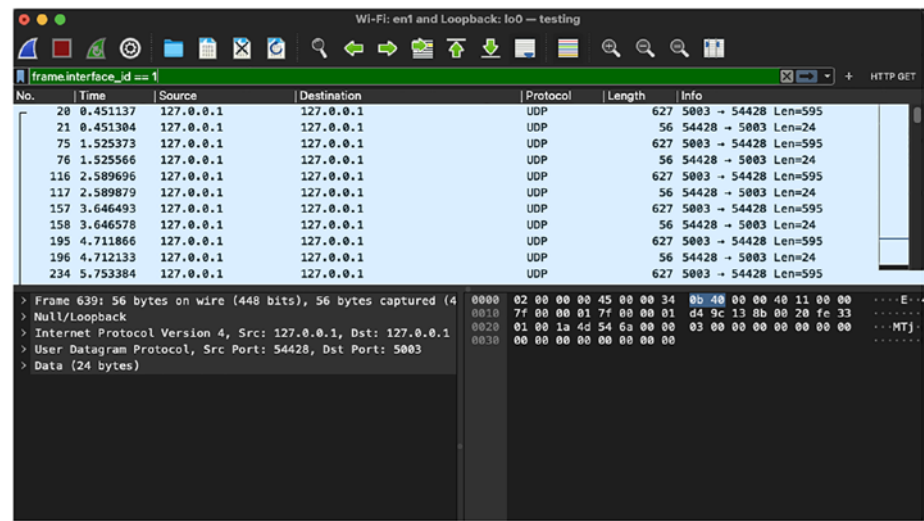 Wi-Fi: en1 and Loopback: lo0 — testing
frame.interface_id == 1
HTTP GET
No. Time Source Destination Protocol Length Info
20 0.451137 127.0.0.1 127.0.0.1 UDP 627 5003 → 54428 Len=595
21 0.451304 127.0.0.1 127.0.0.1 UDP 56 54428 → 5003 Len=24
75 1.525373 127.0.0.1 127.0.0.1 UDP 627 5003 → 54428 Len=595
76 1.525566 127.0.0.1 127.0.0.1 UDP 56 54428 → 5003 Len=24
116 2.589696 127.0.0.1 127.0.0.1 UDP 627 5003 → 54428 Len=595
117 2.589879 127.0.0.1 127.0.0.1 UDP 56 54428 → 5003 Len=24
157 3.646493 127.0.0.1 127.0.0.1 UDP 627 5003 → 54428 Len=595
158 3.646578 127.0.0.1 127.0.0.1 UDP 56 54428 → 5003 Len=24
195 4.711866 127.0.0.1 127.0.0.1 UDP 627 5003 → 54428 Len=595
196 4.712133 127.0.0.1 127.0.0.1 UDP 56 54428 → 5003 Len=24
234 5.753384 127.0.0.1 127.0.0.1 UDP 627 5003 → 54428 Len=595
> Frame 639: 56 bytes on wire (448 bits), 56 bytes captured (4
> Null/Loopback
> Internet Protocol Version 4, Src: 127.0.0.1, Dst: 127.0.0.1
> User Datagram Protocol, Src Port: 54428, Dst Port: 5003
> Data (24 bytes)
0000 02 00 00 00 45 00 00 34 0b 40 00 00 40 11 00 00 ····E··
0010 7f 00 00 01 7f 00 00 01 d4 9c 13 8b 00 20 fe 33 ·······
0020 01 00 1a 4d 54 6a 00 00 03 00 00 00 00 00 00 00 ···MTj·
0030 00 00 00 00 00 00 00 00 ·······